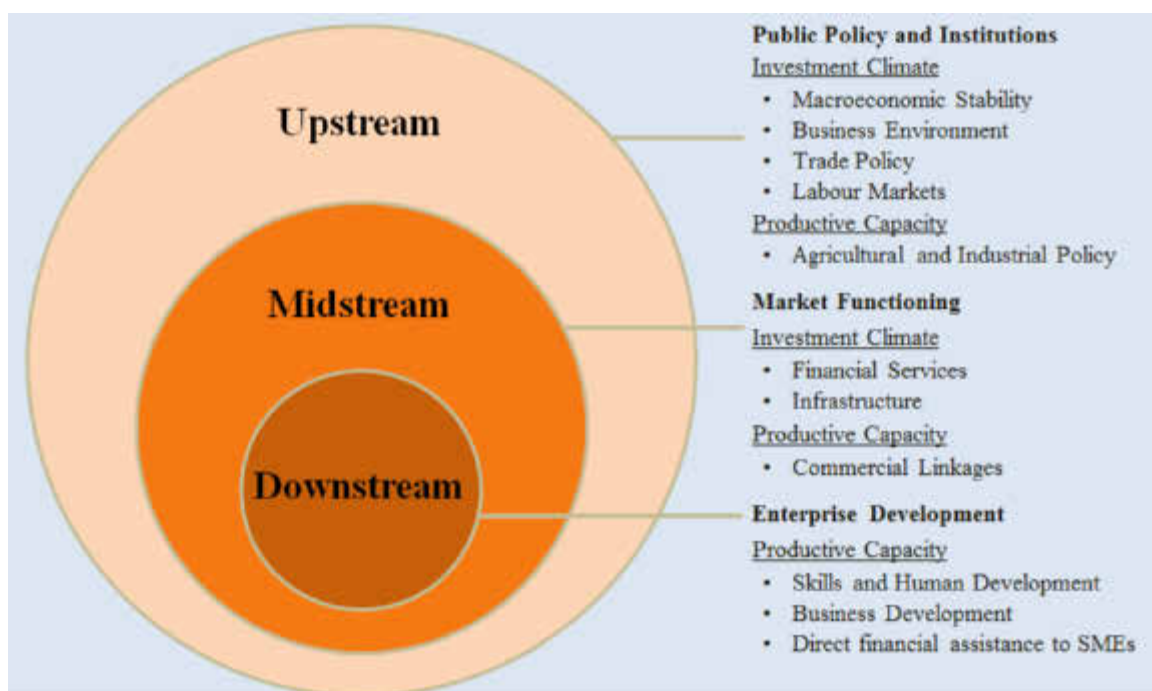 Upstream
Midstream
Downstream
Public Policy and Institutions
Investment Climate
• Macroeconomic Stability
• Business Environment
• Trade Policy
• Labour Markets
Productive Capacity
• Agricultural and Industrial Policy
Market Functioning
Investment Climate
• Financial Services
• Infrastructure
Productive Capacity
• Commercial Linkages
Enterprise Development
Productive Capacity
• Skills and Human Development
• Business Development
• Direct financial assistance to SMEs